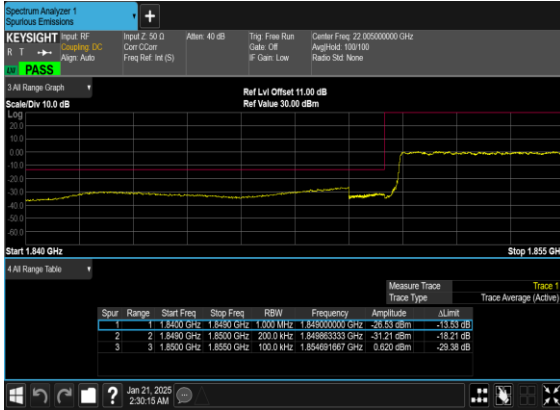 Spectrum Analyzer 1
Spurious Emissions
+
KEYSIGHT Input: RF Input Z: 50 Ω Atten: 40 dB Trig: Free Run Center Freq: 22.005000000 GHz
R T Coupling: DC Corr CCorr Gate: Off Avg|Hold: 100/100
Align: Auto Freq Ref: Int (S) IF Gain: Low Radio Std: None
PASS
3 All Range Graph
Ref Lvl Offset 11.00 dB
Scale/Div 10.0 dB Ref Value 30.00 dBm
Log
20.0
10.0
0.00
-10.0
-20.0
-30.0
-40.0
-50.0
-60.0
Start 1.840 GHz Stop 1.855 GH
4 All Range Table
Measure Trace Trace 1
Trace Type Trace Average (Active)
Spur Range Start Freq Stop Freq RBW Frequency Amplitude ΔLimit
1 1 1.8400 GHz 1.8490 GHz 1.000 MHz 1.849000000 GHz -26.53 dBm -13.53 dB
2 2 1.8490 GHz 1.8500 GHz 200.0 kHz 1.849863333 GHz -31.21 dBm -18.21 dB
3 3 1.8500 GHz 1.8550 GHz 100.0 kHz 1.854691667 GHz 0.620 dBm -29.38 dB
? Jan 21, 2025
2:30:15 AM